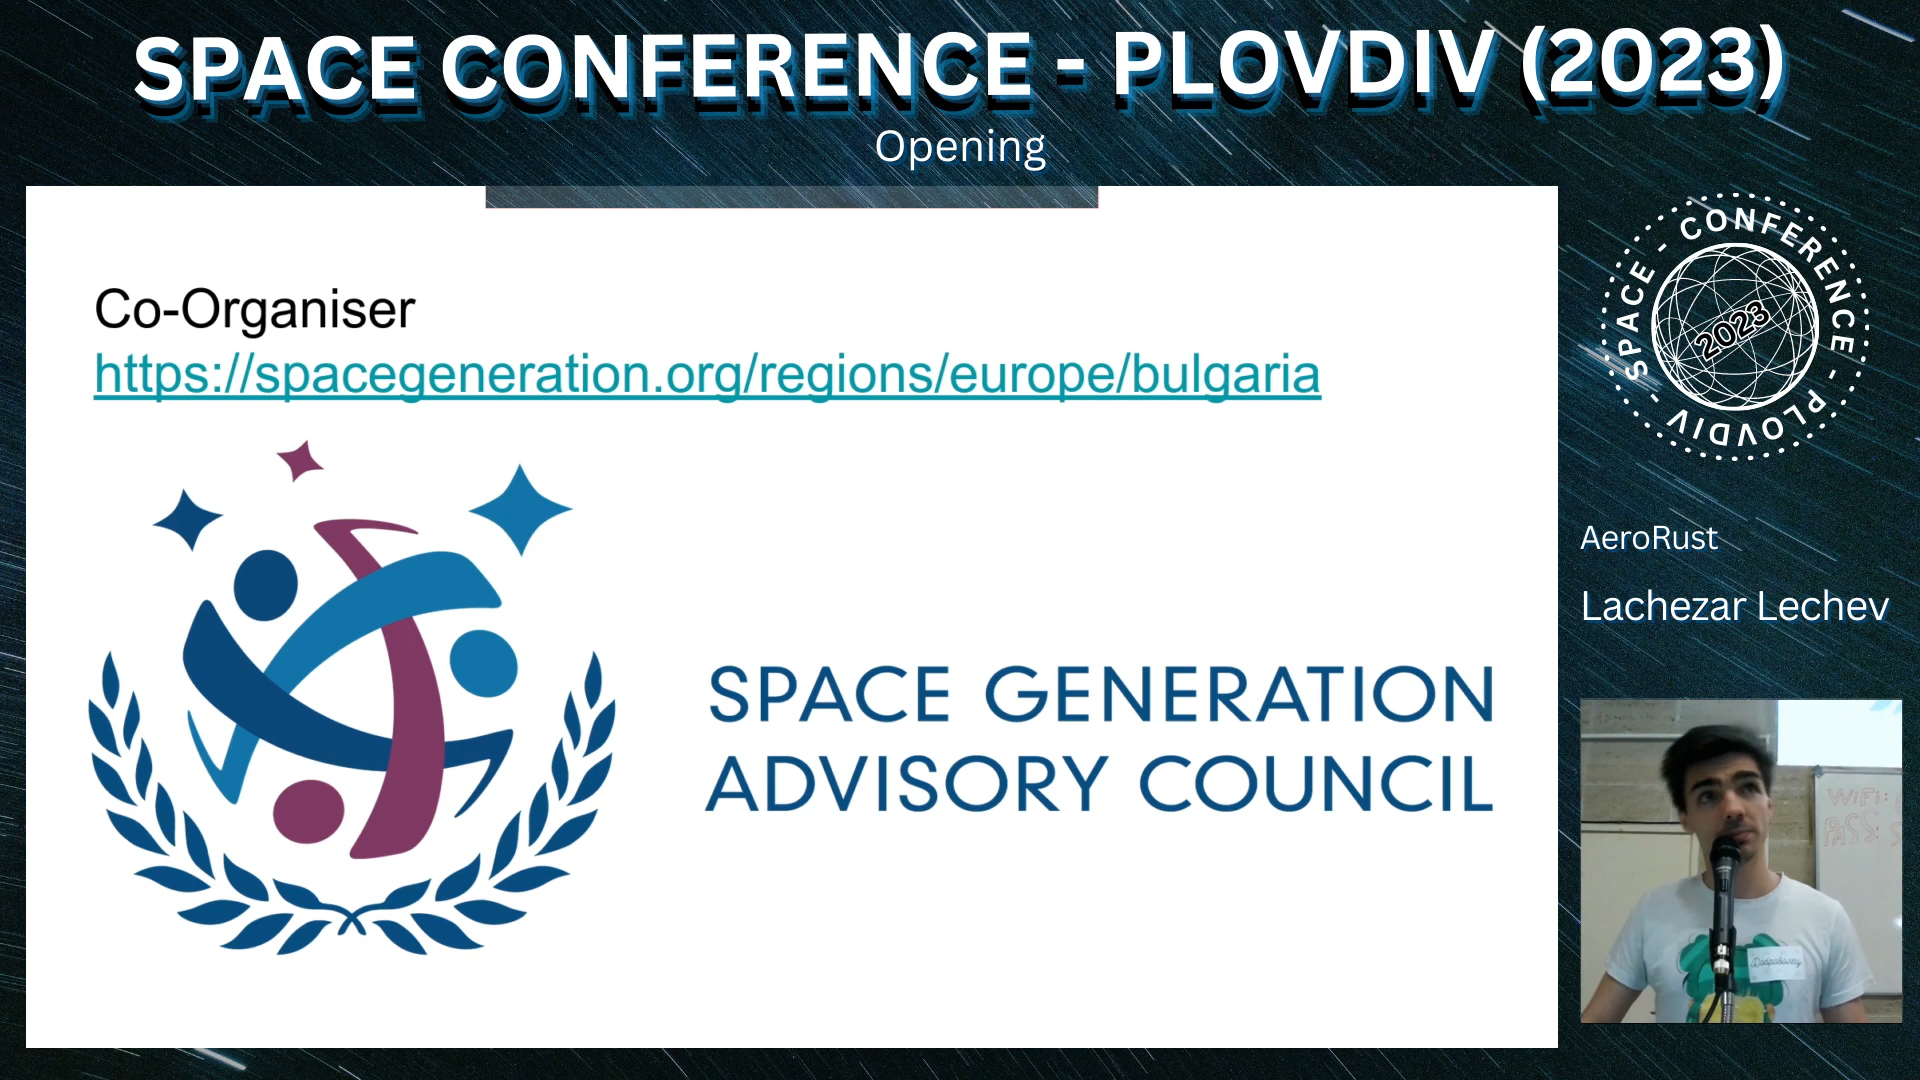 SPACE CONFERENCE - PLOVDIV (2023)
Opening
Co-Organiser
https://spacegeneration.org/regions/europe/bulgaria
SPACE GENERATION
ADVISORY COUNCIL
SPACE - CONFERENCE - PLOVDIV -
2023
AeroRust
Lachezar Lechev
WiFi:
PASS: